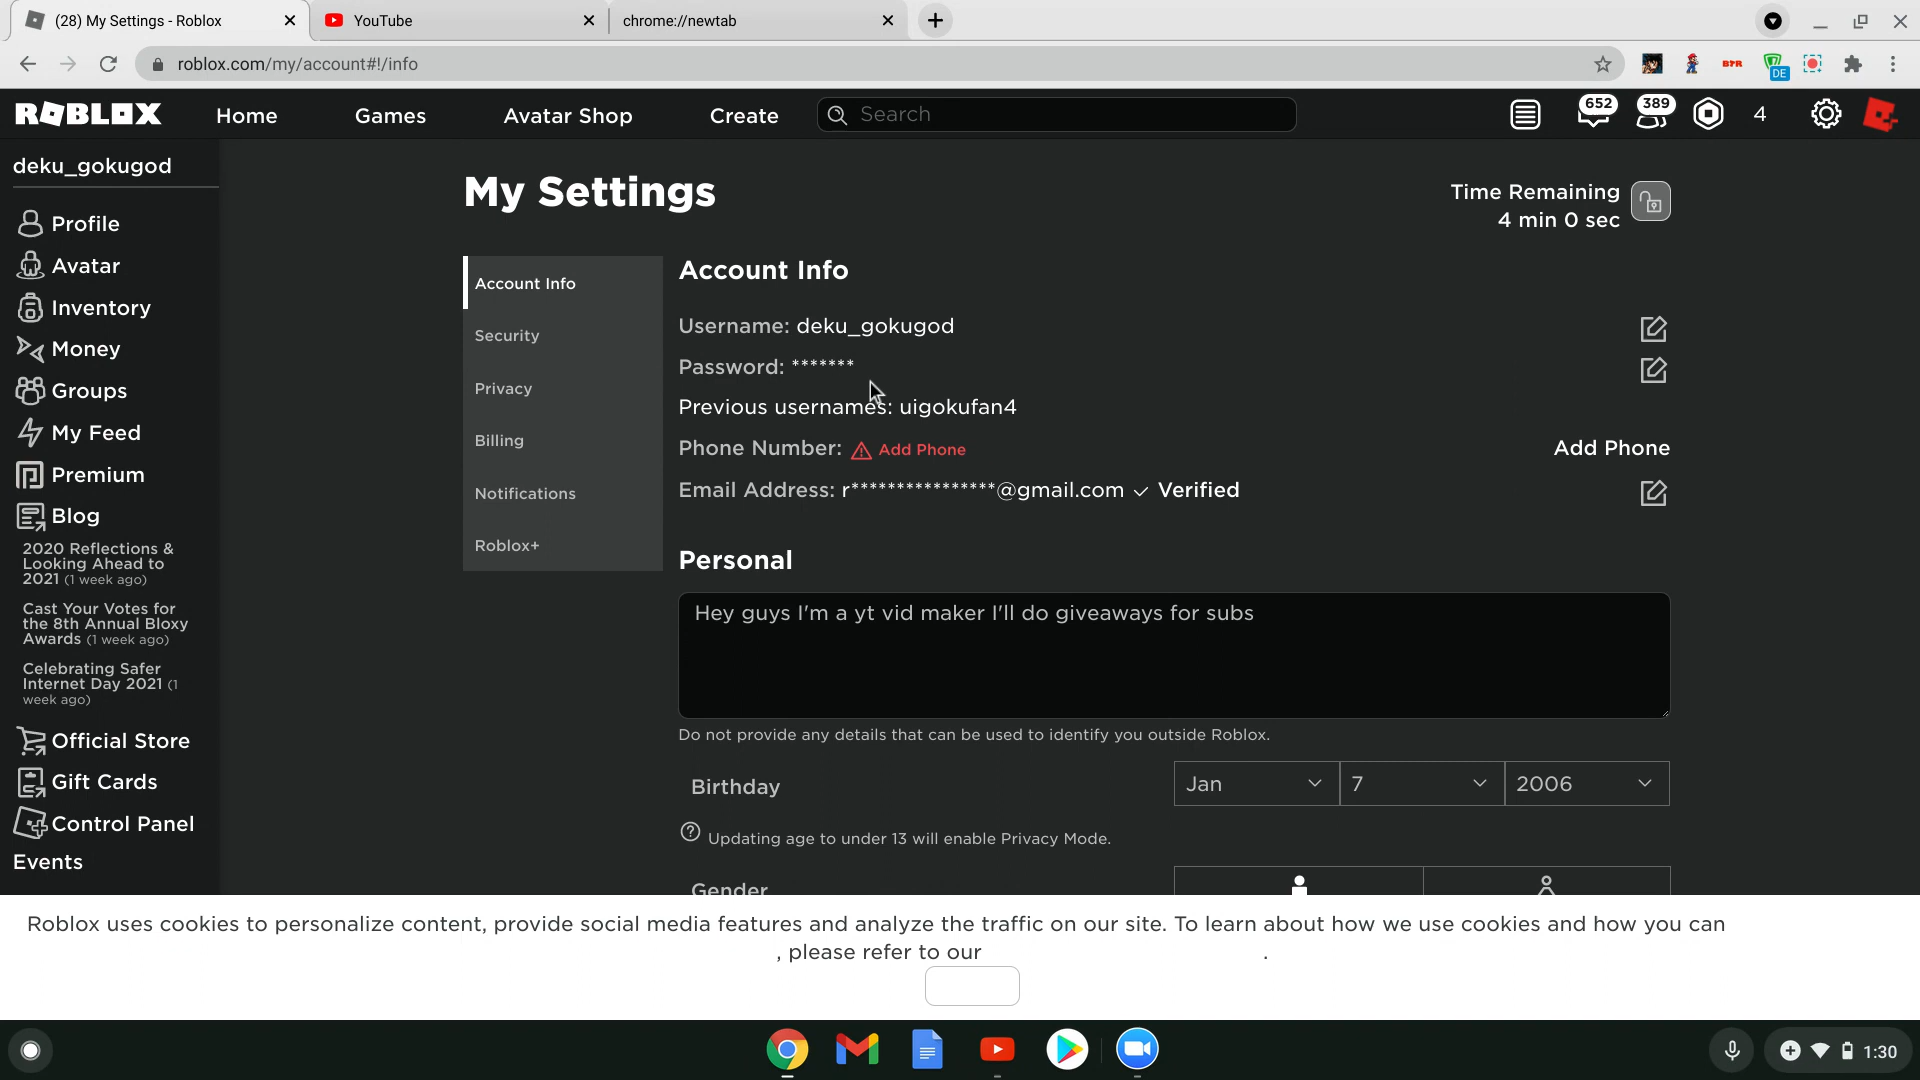 (28) My Settings - Roblox
YouTube
chrome://newtab
roblox.com/my/account#!/info
BTR
DE
ROBLOX
Home
Games
Avatar Shop
Create
Search
652
389
4
deku_gokugod
Profile
Avatar
Inventory
Money
Groups
My Feed
Premium
Blog
2020 Reflections &
Looking Ahead to
2021 (1 week ago)
Cast Your Votes for
the 8th Annual Bloxy
Awards (1 week ago)
Celebrating Safer
Internet Day 2021 (1
week ago)
Official Store
Gift Cards
Control Panel
Events
My Settings
Time Remaining
4 min 0 sec
Account Info
Security
Privacy
Billing
Notifications
Roblox+
Account Info
Username: deku_gokugod
Password: *******
Previous usernames: uigokufan4
Phone Number: Add Phone
Add Phone
Email Address: r****************@gmail.com ✓ Verified
Personal
Hey guys I'm a yt vid maker I'll do giveaways for subs
Do not provide any details that can be used to identify you outside Roblox.
Birthday
Jan
7
2006
Updating age to under 13 will enable Privacy Mode.
Gender
Roblox uses cookies to personalize content, provide social media features and analyze the traffic on our site. To learn about how we use cookies and how you can
, please refer to our .
1:30